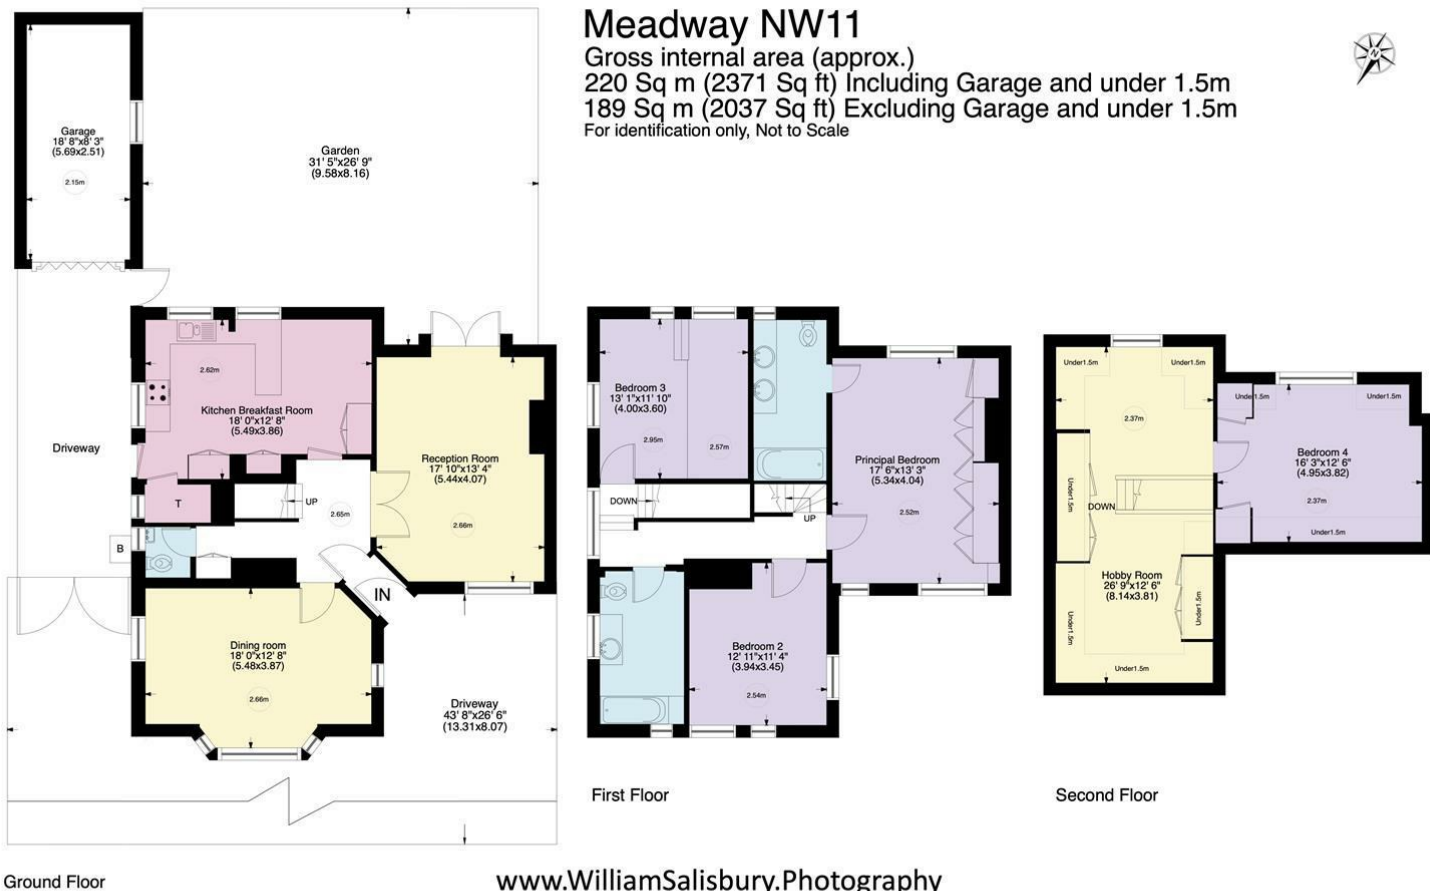 Meadway NW11
Gross internal area (approx.)
220 Sq m (2371 Sq ft) Including Garage and under 1.5m
189 Sq m (2037 Sq ft) Excluding Garage and under 1.5m
For identification only, Not to Scale
N
Garage
18' 8"x8' 3"
(5.69x2.51)
2.15m
Garden
31' 5"x26' 9"
(9.58x8.16)
Driveway
2.62m
Kitchen Breakfast Room
18' 0"x12' 8"
(5.49x3.86)
Reception Room
17' 10"x13' 4"
(5.44x4.07)
2.66m
T
UP
2.65m
B
IN
Dining room
18' 0"x12' 8"
(5.48x3.87)
2.66m
Driveway
43' 8"x26' 6"
(13.31x8.07)
Ground Floor
Bedroom 3
13' 1"x11' 10"
(4.00x3.60)
2.95m
2.57m
Principal Bedroom
17' 6"x13' 3"
(5.34x4.04)
2.52m
DOWN
UP
Bedroom 2
12' 11"x11' 4"
(3.94x3.45)
2.54m
First Floor
Under1.5m
Under1.5m
2.37m
Under1.5m
Under1.5m
Bedroom 4
16' 3"x12' 6"
(4.95x3.82)
2.37m
Under1.5m
Under1.5m
DOWN
Hobby Room
26' 9"x12' 6"
(8.14x3.81)
Under1.5m
Under1.5m
Under1.5m
Second Floor
www.WilliamSalisbury.Photography